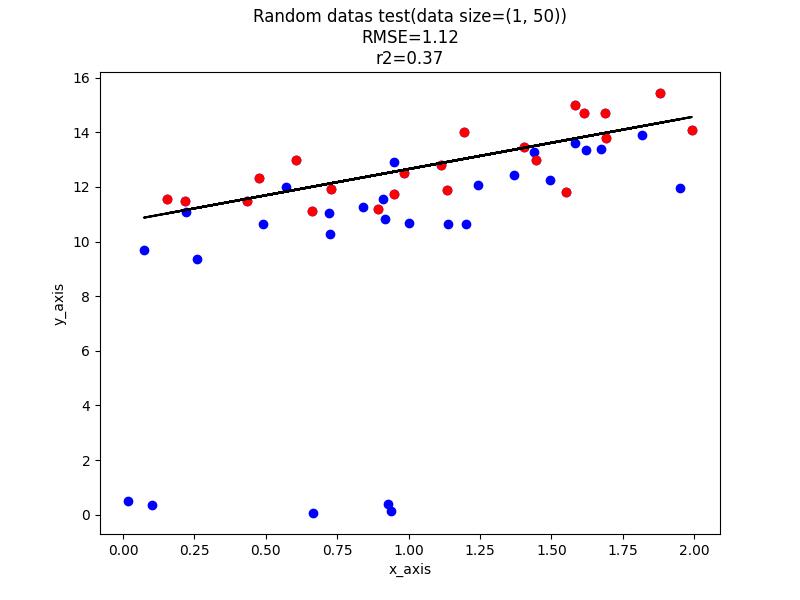 Random datas test(data size=(1, 50))
RMSE=1.12
r2=0.37
16
14
12
10
8
6
4
2
0
y_axis
0.00 0.25 0.50 0.75 1.00 1.25 1.50 1.75 2.00
x_axis